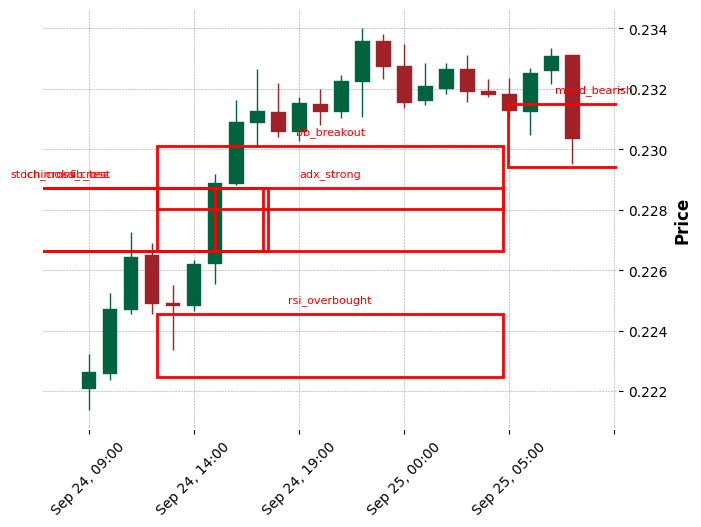 0.234
0.232
macd_bearish
bb_breakout
0.230
adx_strong
0.228
Price
0.226
rsi_overbought
0.224
0.222
Sep 24, 09:00
Sep 24, 14:00
Sep 24, 19:00
Sep 25, 00:00
Sep 25, 05:00